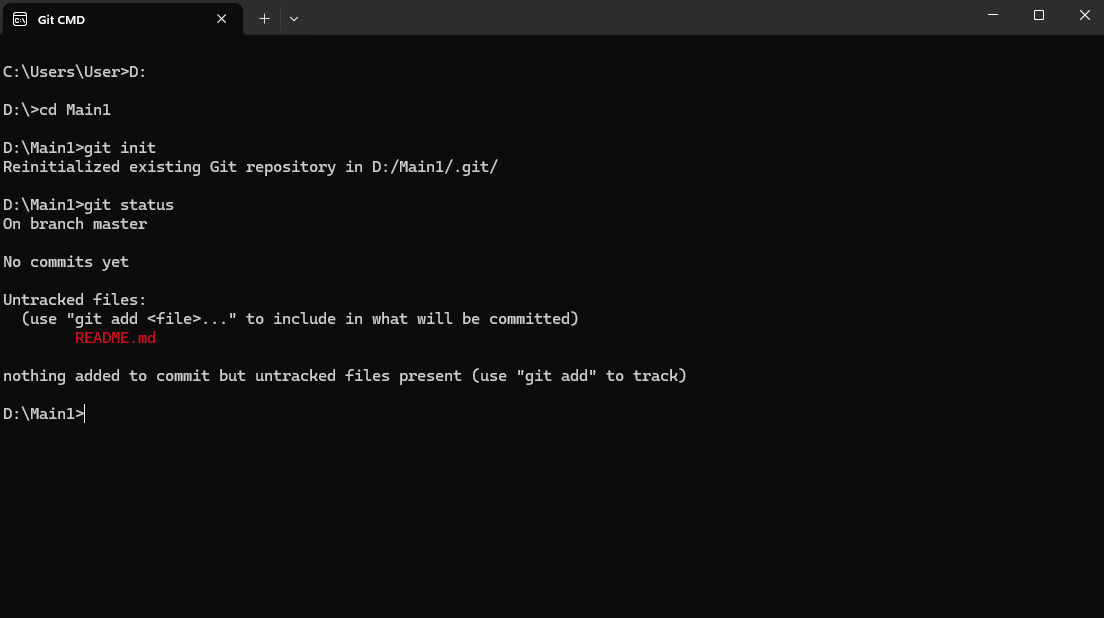 Git CMD
C:\Users\User>D:
D:\>cd Main1
D:\Main1>git init
Reinitialized existing Git repository in D:/Main1/.git/
D:\Main1>git status
On branch master
No commits yet
Untracked files:
  (use "git add <file>..." to include in what will be committed)
        README.md
nothing added to commit but untracked files present (use "git add" to track)
D:\Main1>